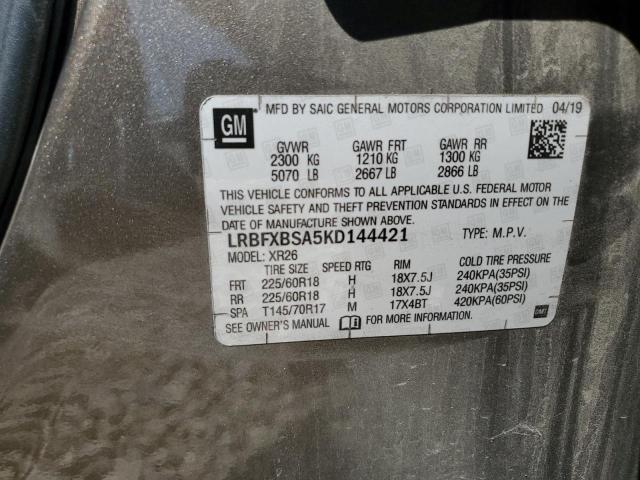 GM
MFD BY SAIC GENERAL MOTORS CORPORATION LIMITED 04/19
GVWR GAWR FRT GAWR RR
2300 KG 1210 KG 1300 KG
5070 LB 2667 LB 2866 LB
THIS VEHICLE CONFORMS TO ALL APPLICABLE U.S. FEDERAL MOTOR
VEHICLE SAFETY AND THEFT PREVENTION STANDARDS IN EFFECT ON THE
DATE OF MANUFACTURE SHOWN ABOVE.
LRBFXBSA5KD144421 TYPE: M.P.V.
MODEL: XR26
TIRE SIZE SPEED RTG RIM COLD TIRE PRESSURE
FRT 225/60R18 H 18X7.5J 240KPA(35PSI)
RR 225/60R18 H 18X7.5J 240KPA(35PSI)
SPA T145/70R17 M 17X4BT 420KPA(60PSI)
SEE OWNER'S MANUAL FOR MORE INFORMATION.